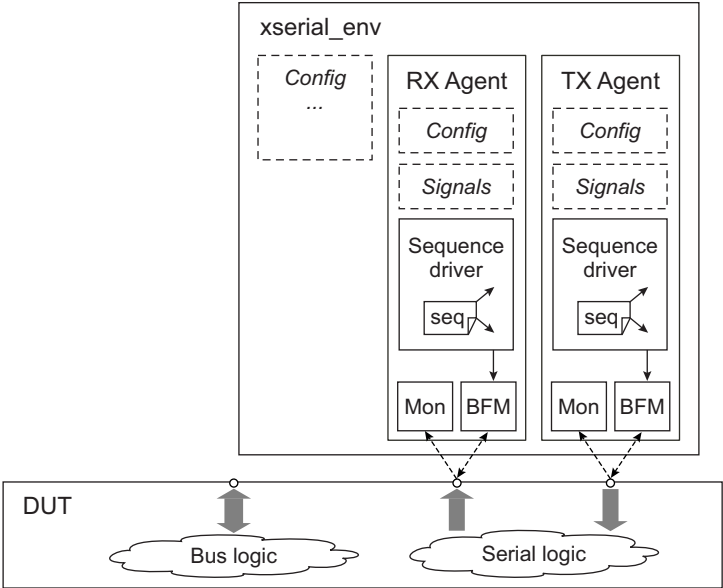 xserial_env
Config
...
RX Agent
Config
Signals
Sequence
driver
seq
Mon
BFM
TX Agent
Config
Signals
Sequence
driver
seq
Mon
BFM
DUT
Bus logic
Serial logic